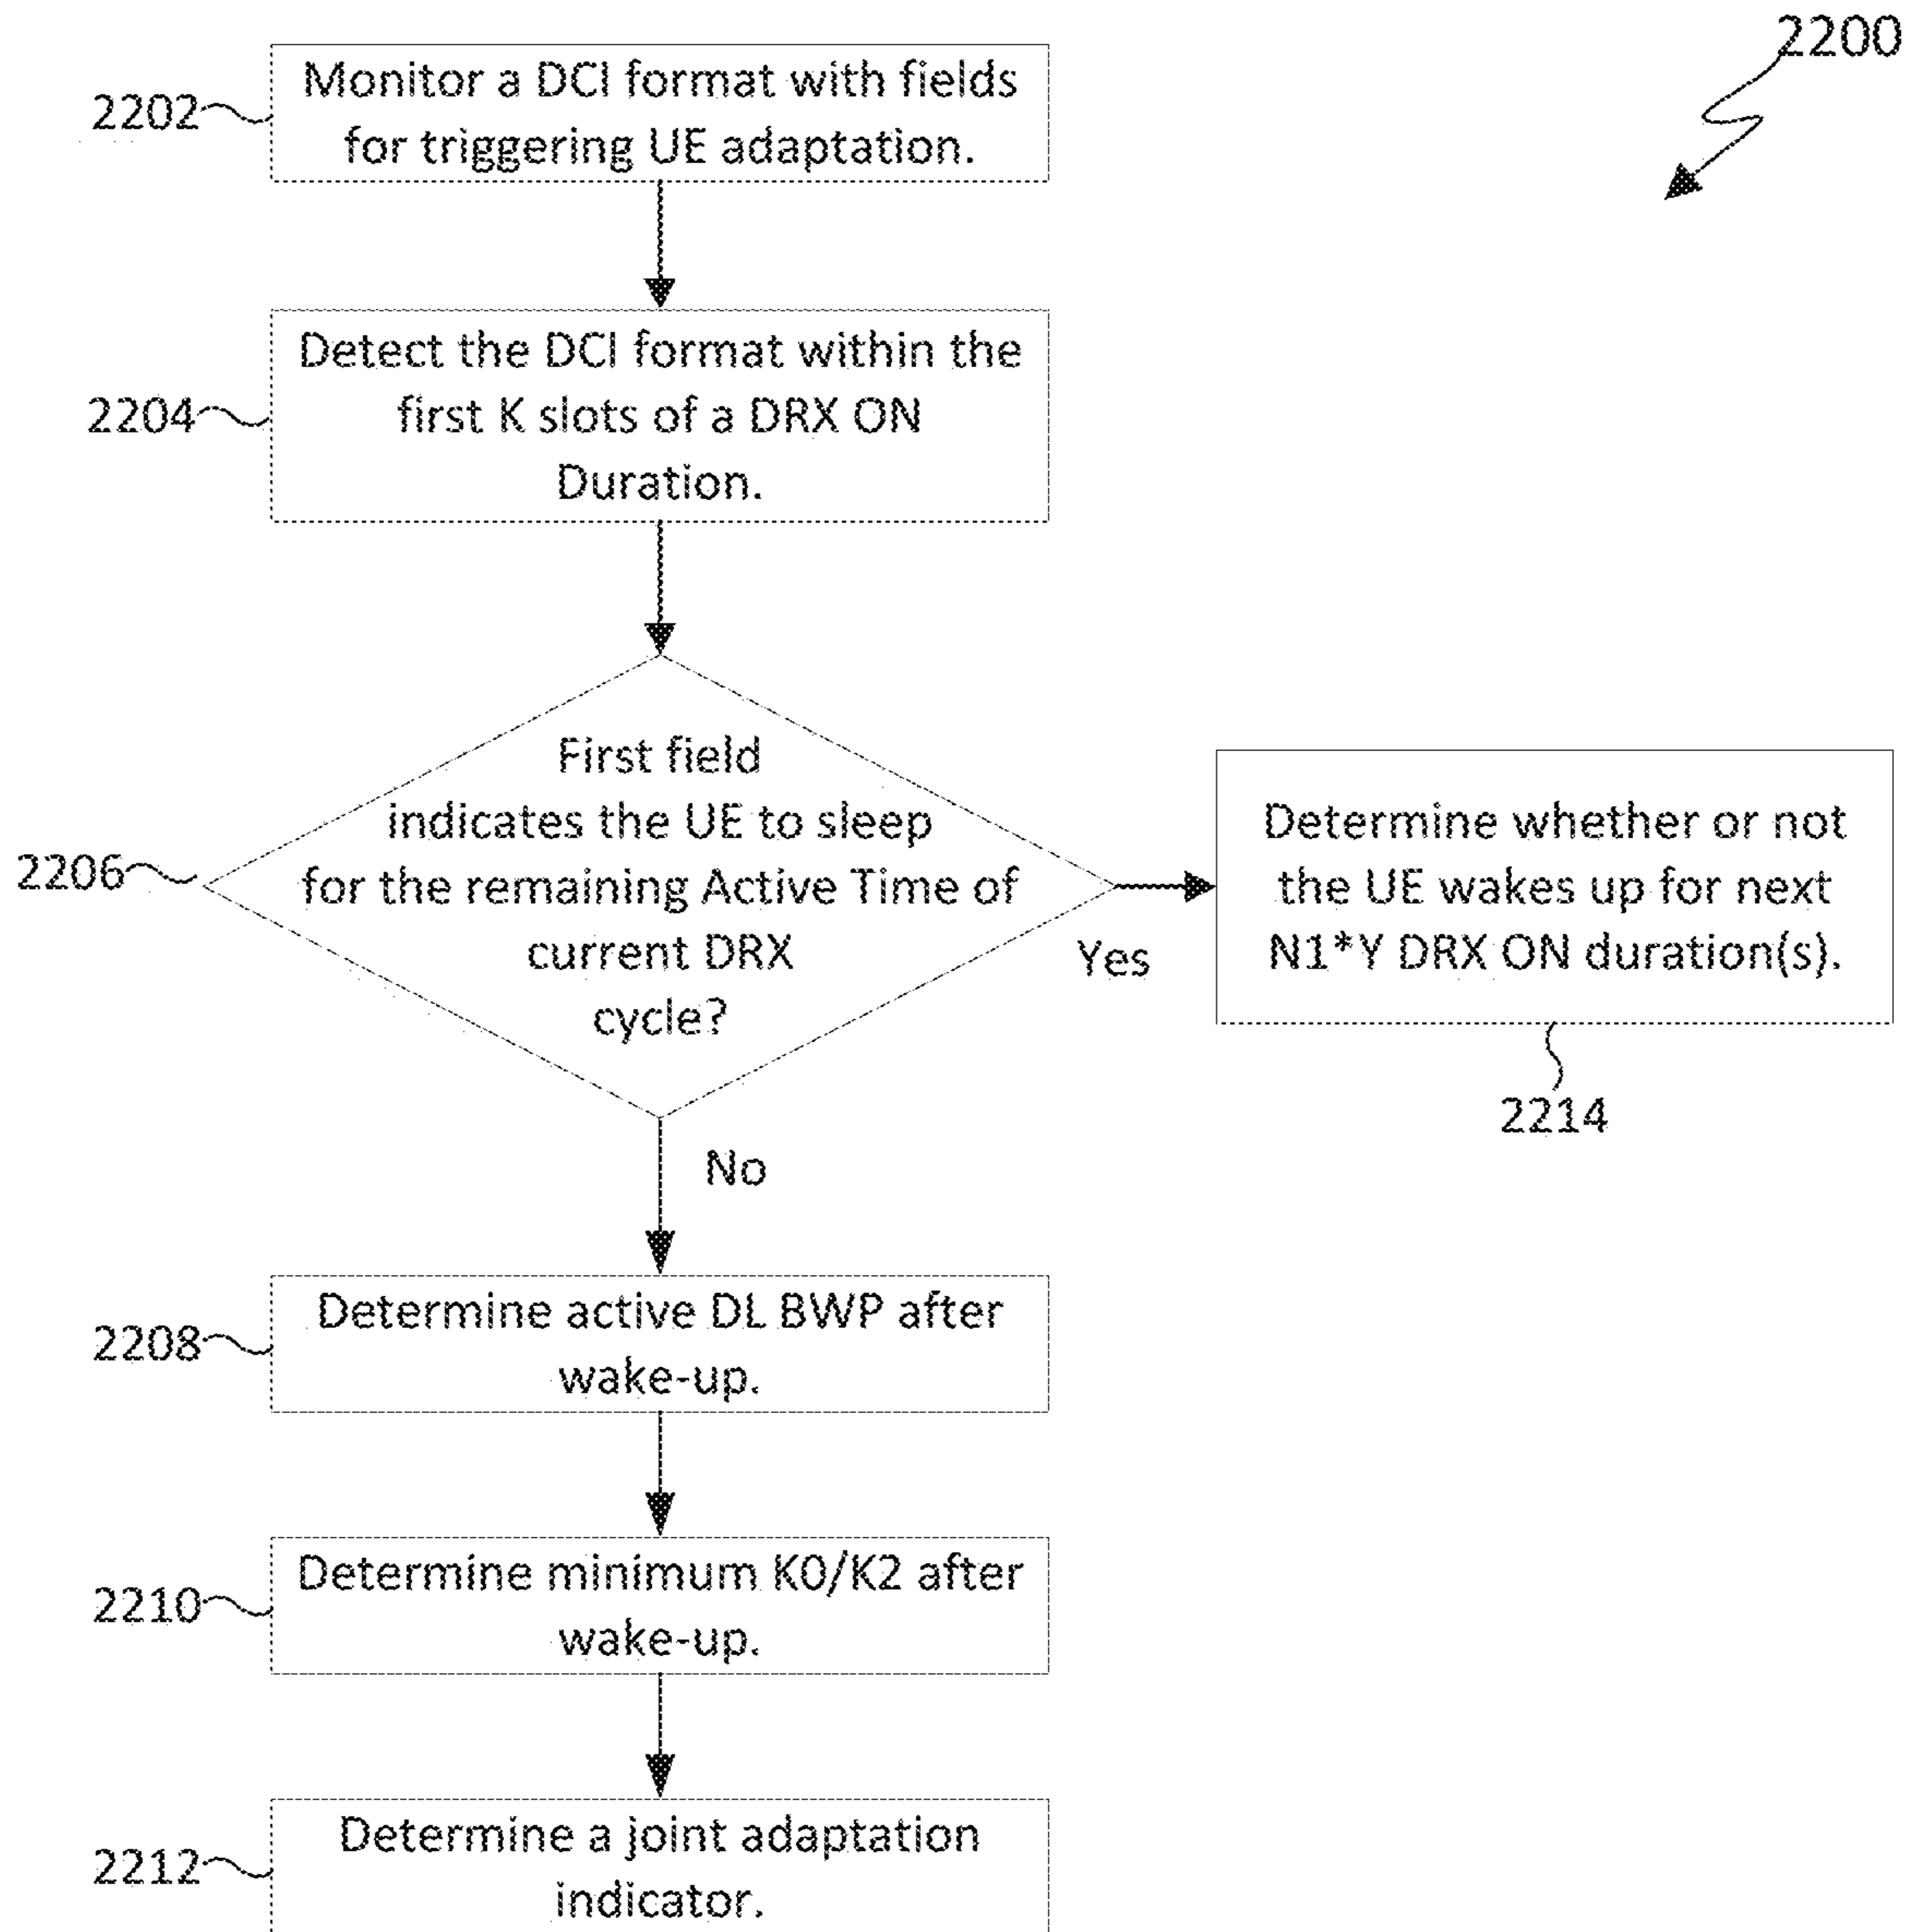 2200
2202
Monitor a DCI format with fields
for triggering UE adaptation.
2204
Detect the DCI format within the
first K slots of a DRX ON
Duration.
2206
First field
indicates the UE to sleep
for the remaining Active Time of
current DRX
cycle?
Yes
Determine whether or not
the UE wakes up for next
N1*Y DRX ON duration(s).
2214
No
2208
Determine active DL BWP after
wake-up.
2210
Determine minimum K0/K2 after
wake-up.
2212
Determine a joint adaptation
indicator.